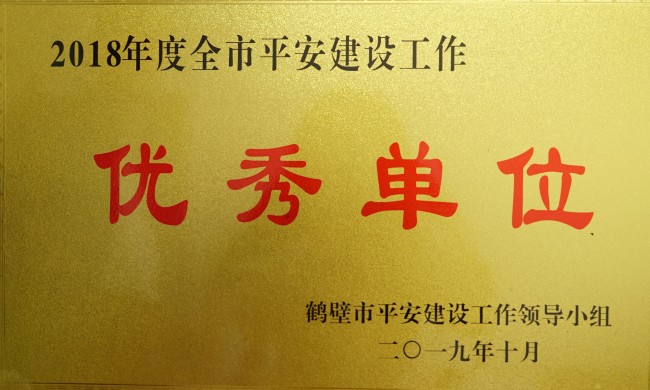 2018年度全市平安建设工作
优秀单位
鹤壁市平安建设工作领导小组
二〇一九年十月